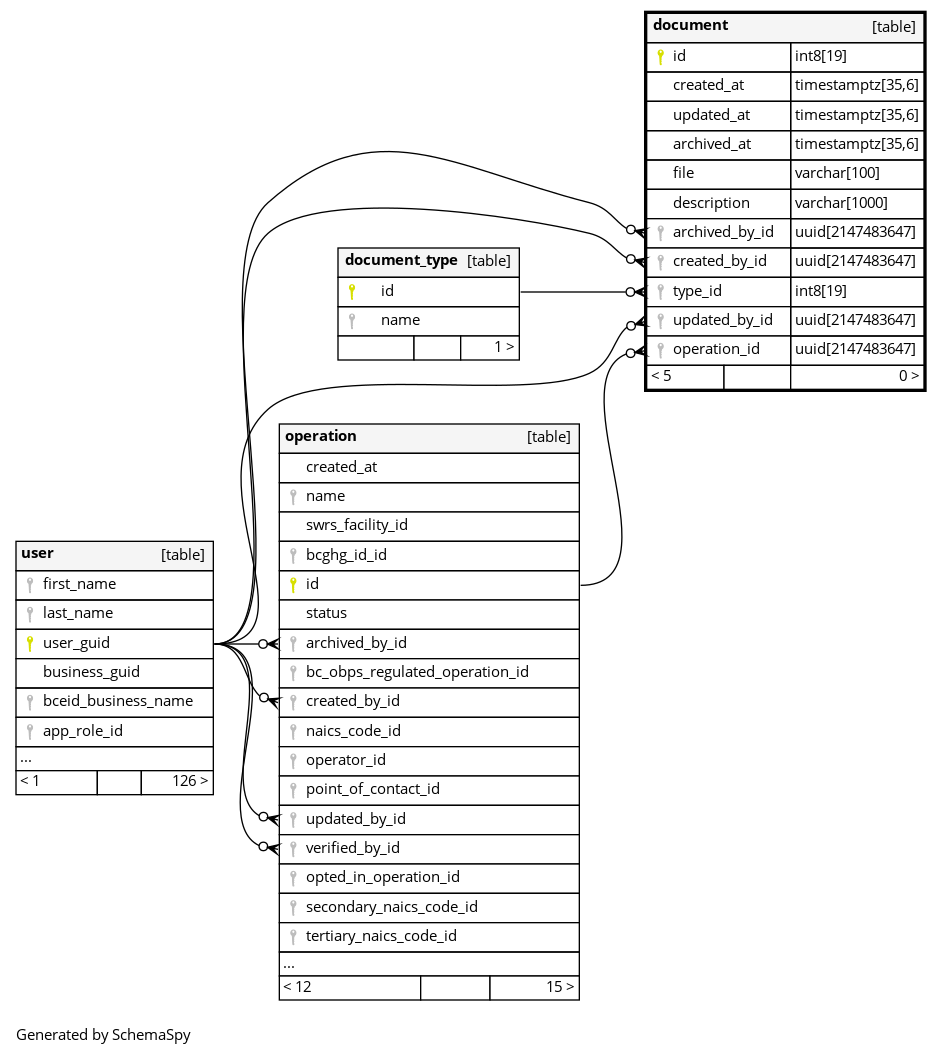 document [table]
id int8[19]
created_at timestamptz[35,6]
updated_at timestamptz[35,6]
archived_at timestamptz[35,6]
file varchar[100]
description varchar[1000]
archived_by_id uuid[2147483647]
created_by_id uuid[2147483647]
type_id int8[19]
updated_by_id uuid[2147483647]
operation_id uuid[2147483647]
< 5 0 >
document_type [table]
id
name
1 >
operation [table]
created_at
name
swrs_facility_id
bcghg_id_id
id
status
archived_by_id
bc_obps_regulated_operation_id
created_by_id
naics_code_id
operator_id
point_of_contact_id
updated_by_id
verified_by_id
opted_in_operation_id
secondary_naics_code_id
tertiary_naics_code_id
...
< 12 15 >
user [table]
first_name
last_name
user_guid
business_guid
bceid_business_name
app_role_id
...
< 1 126 >
Generated by SchemaSpy